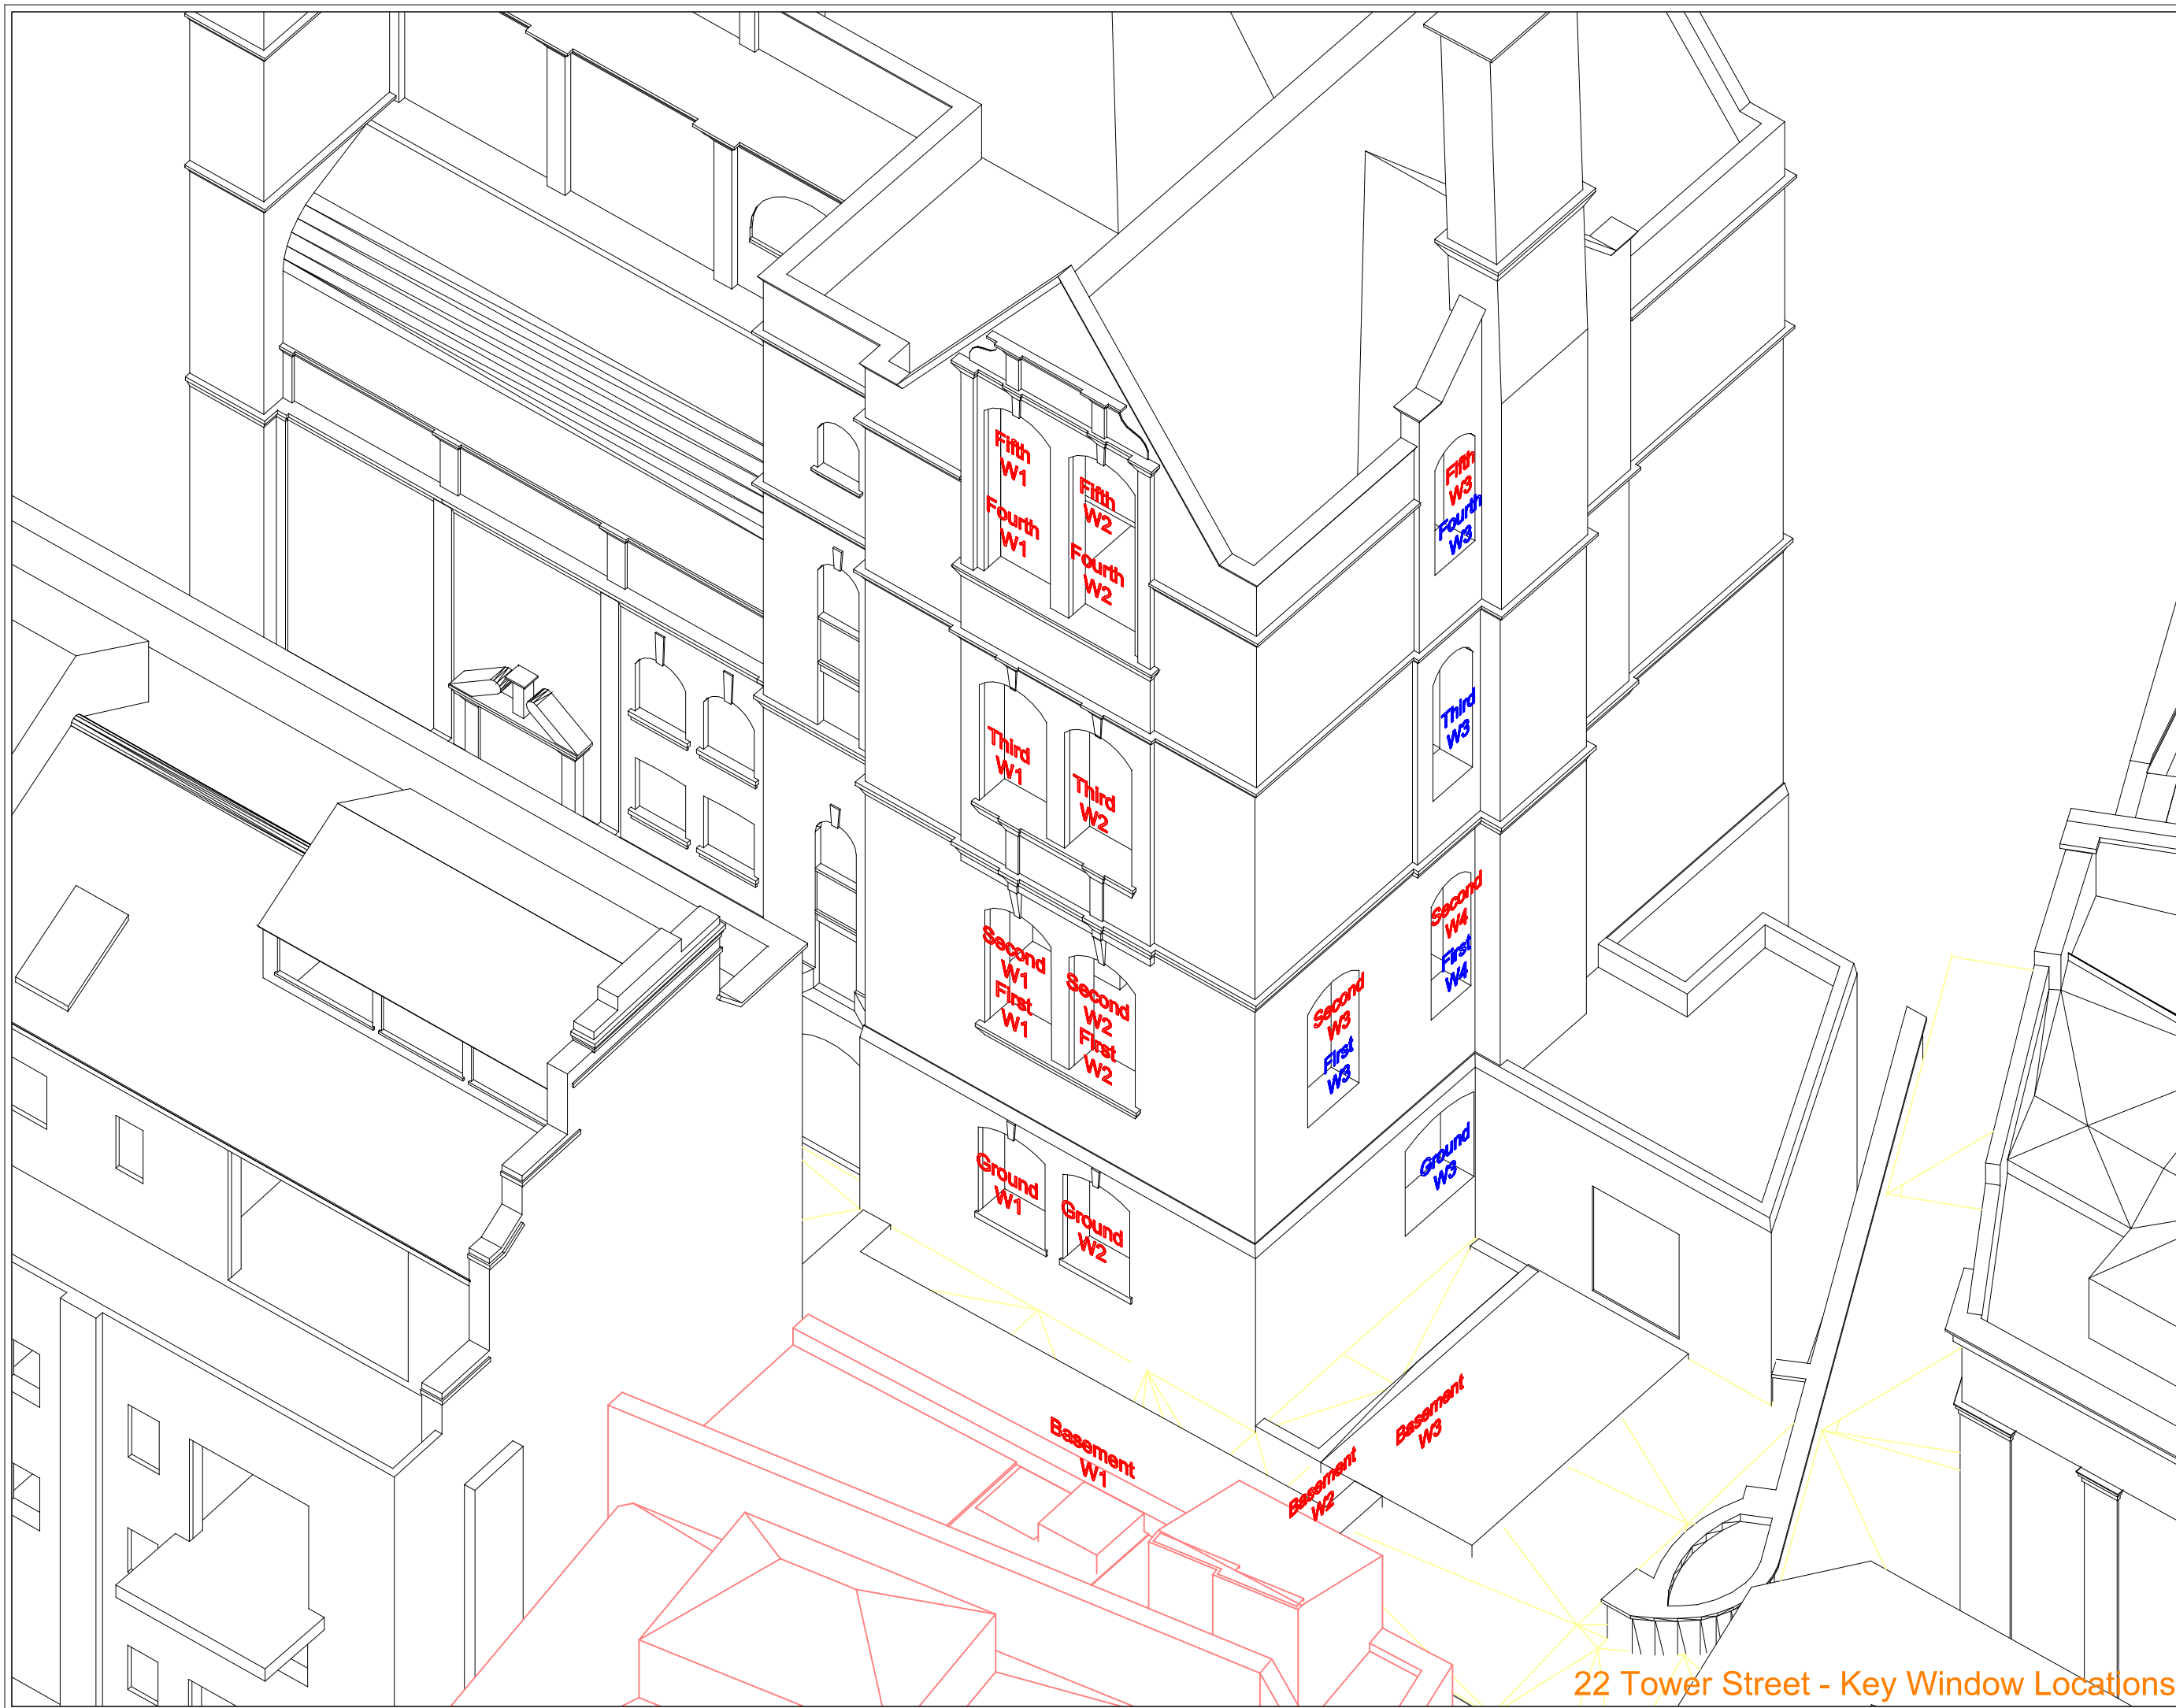 Fifth
W1
Fourth
W1
Fifth
W2
Fourth
W2
Fifth
W3
Fourth
W3
Third
W1
Third
W2
Third
W3
Second
W1
First
W1
Second
W2
First
W2
Second
W3
First
W3
Second
W4
First
W4
Ground
W1
Ground
W2
Ground
W3
Basement
W1
Basement
W2
Basement
W3
22 Tower Street - Key Window Locations